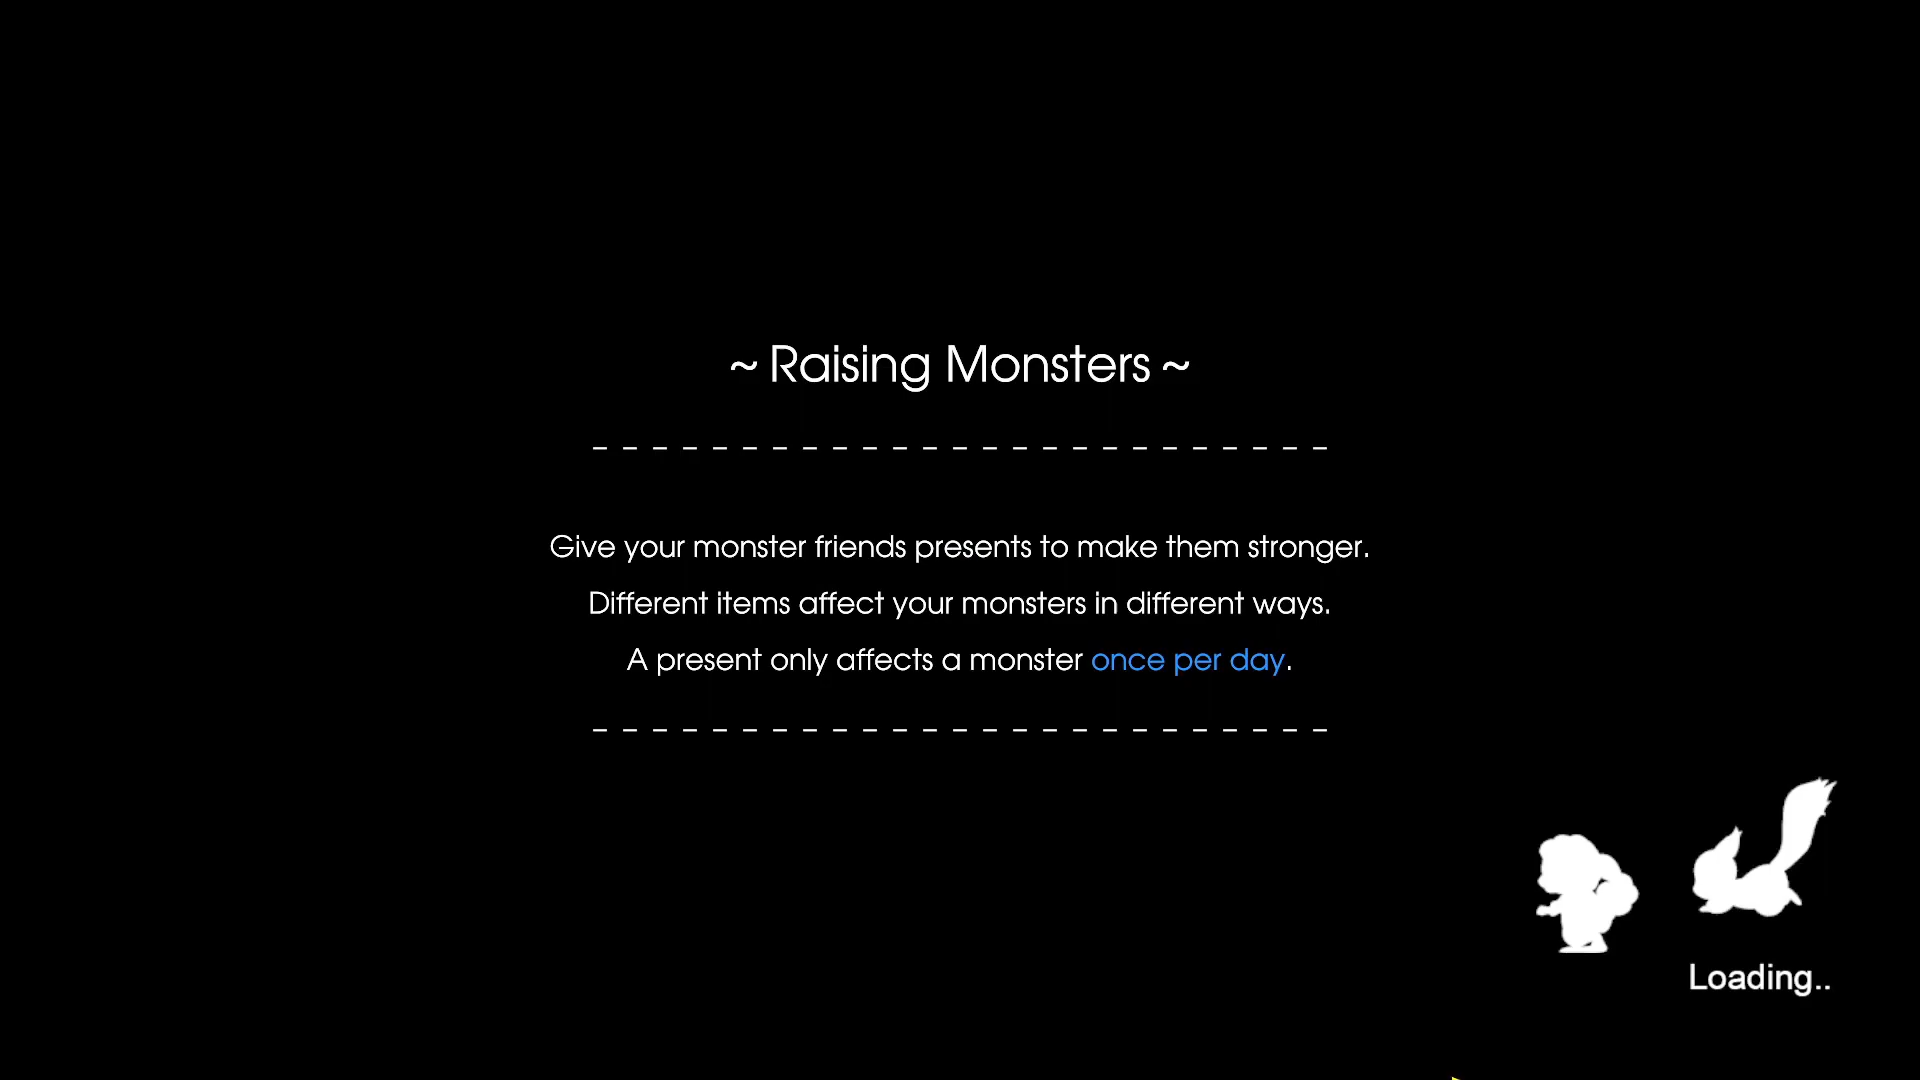 ~ Raising Monsters ~
_ _ _ _ _ _ _ _ _ _ _ _ _ _ _ _ _ _ _ _ _ _ _ _ _
Give your monster friends presents to make them stronger.
Different items affect your monsters in different ways.
A present only affects a monster once per day.
_ _ _ _ _ _ _ _ _ _ _ _ _ _ _ _ _ _ _ _ _ _ _ _ _
Loading..